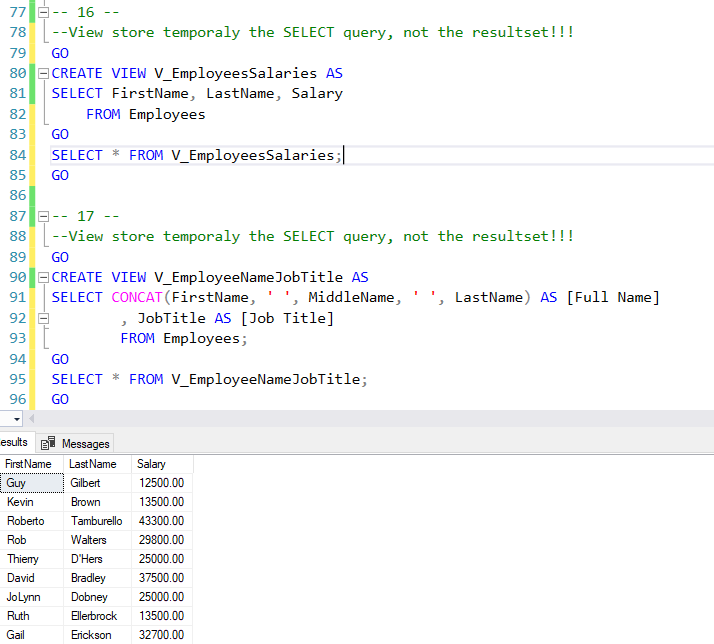 77 -- 16 --
78 --View store temporaly the SELECT query, not the resultset!!!
79 GO
80 CREATE VIEW V_EmployeesSalaries AS
81 SELECT FirstName, LastName, Salary
82 FROM Employees
83 GO
84 SELECT * FROM V_EmployeesSalaries;
85 GO
86
87 -- 17 --
88 --View store temporaly the SELECT query, not the resultset!!!
89 GO
90 CREATE VIEW V_EmployeeNameJobTitle AS
91 SELECT CONCAT(FirstName, ' ', MiddleName, ' ', LastName) AS [Full Name]
92 , JobTitle AS [Job Title]
93 FROM Employees;
94 GO
95 SELECT * FROM V_EmployeeNameJobTitle;
96 GO
esults Messages
FirstName LastName Salary
Guy Gilbert 12500.00
Kevin Brown 13500.00
Roberto Tamburello 43300.00
Rob Walters 29800.00
Thierry D'Hers 25000.00
David Bradley 37500.00
JoLynn Dobney 25000.00
Ruth Ellerbrock 13500.00
Gail Erickson 32700.00